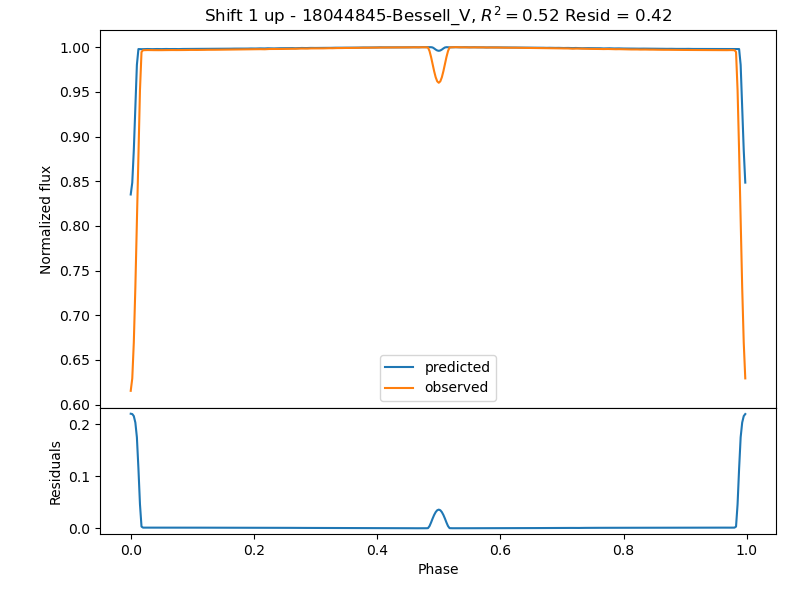 Shift 1 up - 18044845-Bessell_V, R² = 0.52 Resid = 0.42
Normalized flux
1.00
0.95
0.90
0.85
0.80
0.75
0.70
0.65
0.60
predicted
observed
Residuals
0.2
0.1
0.0
0.0 0.2 0.4 0.6 0.8 1.0
Phase